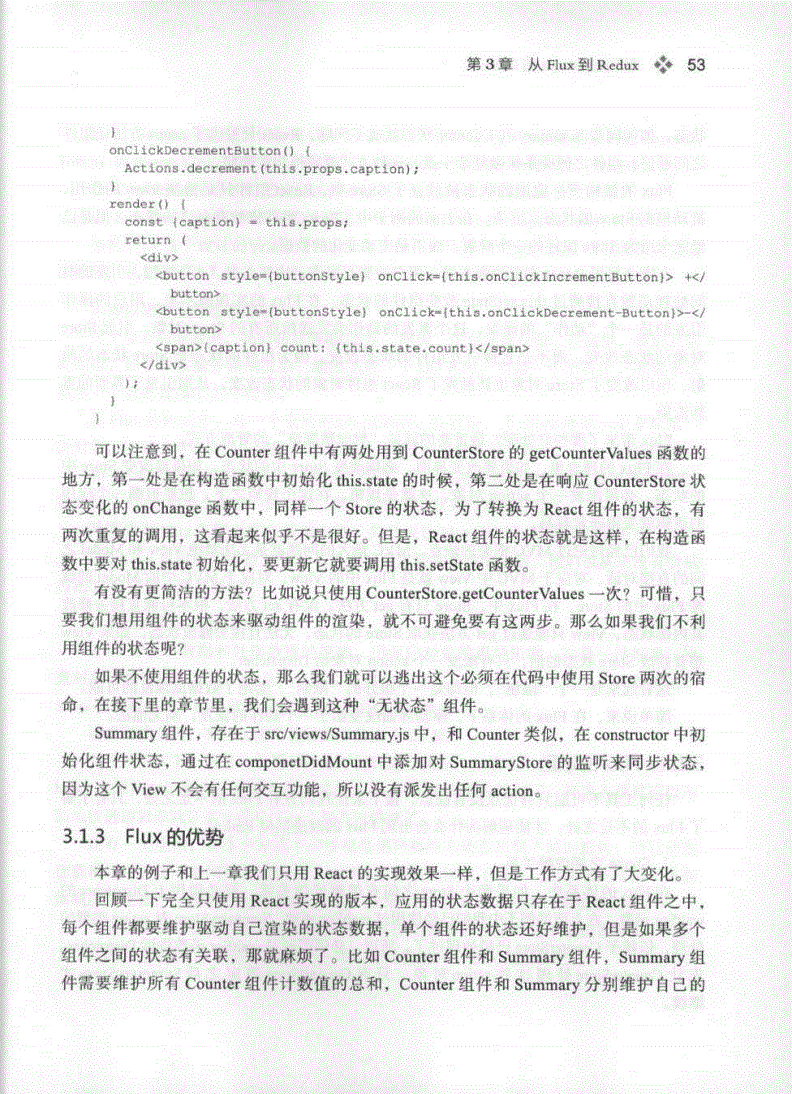 第3章 从 Flux 到 Redux 53
}
onClickDecrementButton() {
Actions.decrement(this.props.caption);
}
render() {
const {caption} = this.props;
return (
<div>
<button style={buttonStyle} onClick={this.onClickIncrementButton}> +</
button>
<button style={buttonStyle} onClick={this.onClickDecrement-Button}>-</
button>
<span>{caption} count: {this.state.count}</span>
</div>
);
}
}
可以注意到，在 Counter 组件中有两处用到 CounterStore 的 getCounterValues 函数的
地方，第一处是在构造函数中初始化 this.state 的时候，第二处是在响应 CounterStore 状
态变化的 onChange 函数中，同样一个 Store 的状态，为了转换为 React 组件的状态，有
两次重复的调用，这看起来似乎不是很好。但是，React 组件的状态就是这样，在构造函
数中要对 this.state 初始化，要更新它就要调用 this.setState 函数。
有没有更简洁的方法？比如说只使用 CounterStore.getCounterValues 一次？可惜，只
要我们想用组件的状态来驱动组件的渲染，就不可避免要有这两步。那么如果我们不利
用组件的状态呢？
如果不使用组件的状态，那么我们就可以逃出这个必须在代码中使用 Store 两次的宿
命，在接下里的章节里，我们会遇到这种“无状态”组件。
Summary 组件，存在于 src/views/Summary.js 中，和 Counter 类似，在 constructor 中初
始化组件状态，通过在 componetDidMount 中添加对 SummaryStore 的监听来同步状态，
因为这个 View 不会有任何交互功能，所以没有派发出任何 action。
3.1.3 Flux 的优势
本章的例子和上一章我们只用 React 的实现效果一样，但是工作方式有了大变化。
回顾一下完全只使用 React 实现的版本，应用的状态数据只存在于 React 组件之中，
每个组件都要维护驱动自己渲染的状态数据，单个组件的状态还好维护，但是如果多个
组件之间的状态有关联，那就麻烦了。比如 Counter 组件和 Summary 组件，Summary 组
件需要维护所有 Counter 组件计数值的总和，Counter 组件和 Summary 分别维护自己的